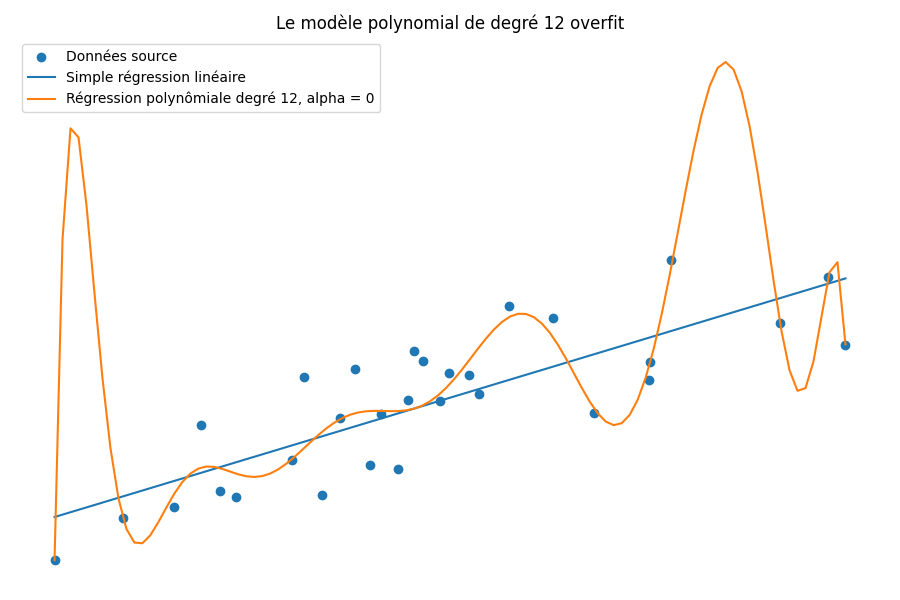 Le modèle polynomial de degré 12 overfit
Données source
Simple régression linéaire
Régression polynômiale degré 12, alpha = 0